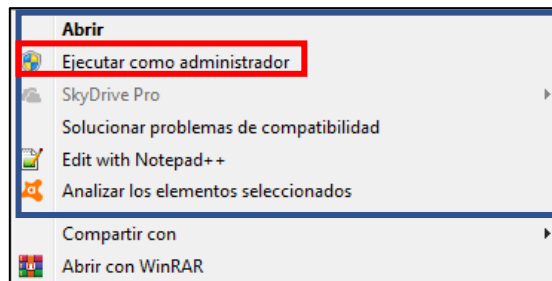 Abrir
Ejecutar como administrador
SkyDrive Pro
Solucionar problemas de compatibilidad
Edit with Notepad++
Analizar los elementos seleccionados
Compartir con
Abrir con WinRAR